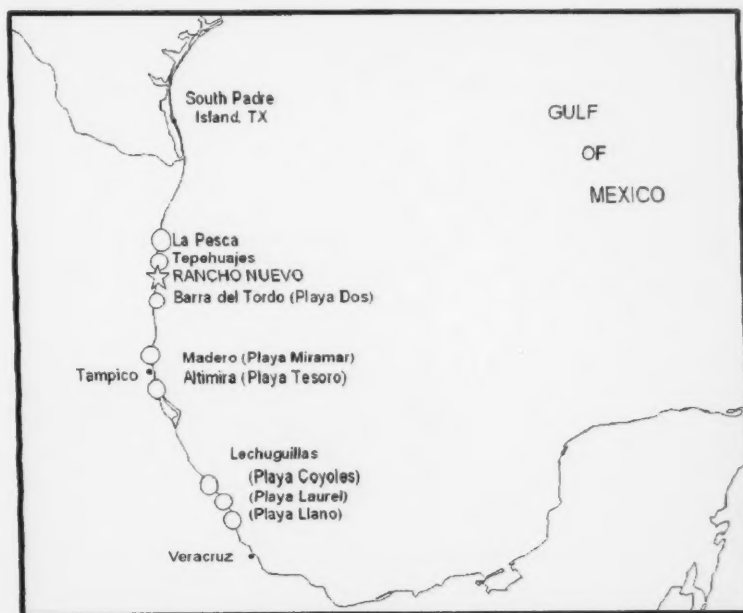 South Padre
Island, TX
GULF
OF
MEXICO
La Pesca
Tepehuajes
RANCHO NUEVO
Barra del Tordo (Playa Dos)
Madero (Playa Miramar)
Tampico
Altimira (Playa Tesoro)
Lechuguillas
(Playa Coyoles)
(Playa Laurel)
(Playa Llano)
Veracruz